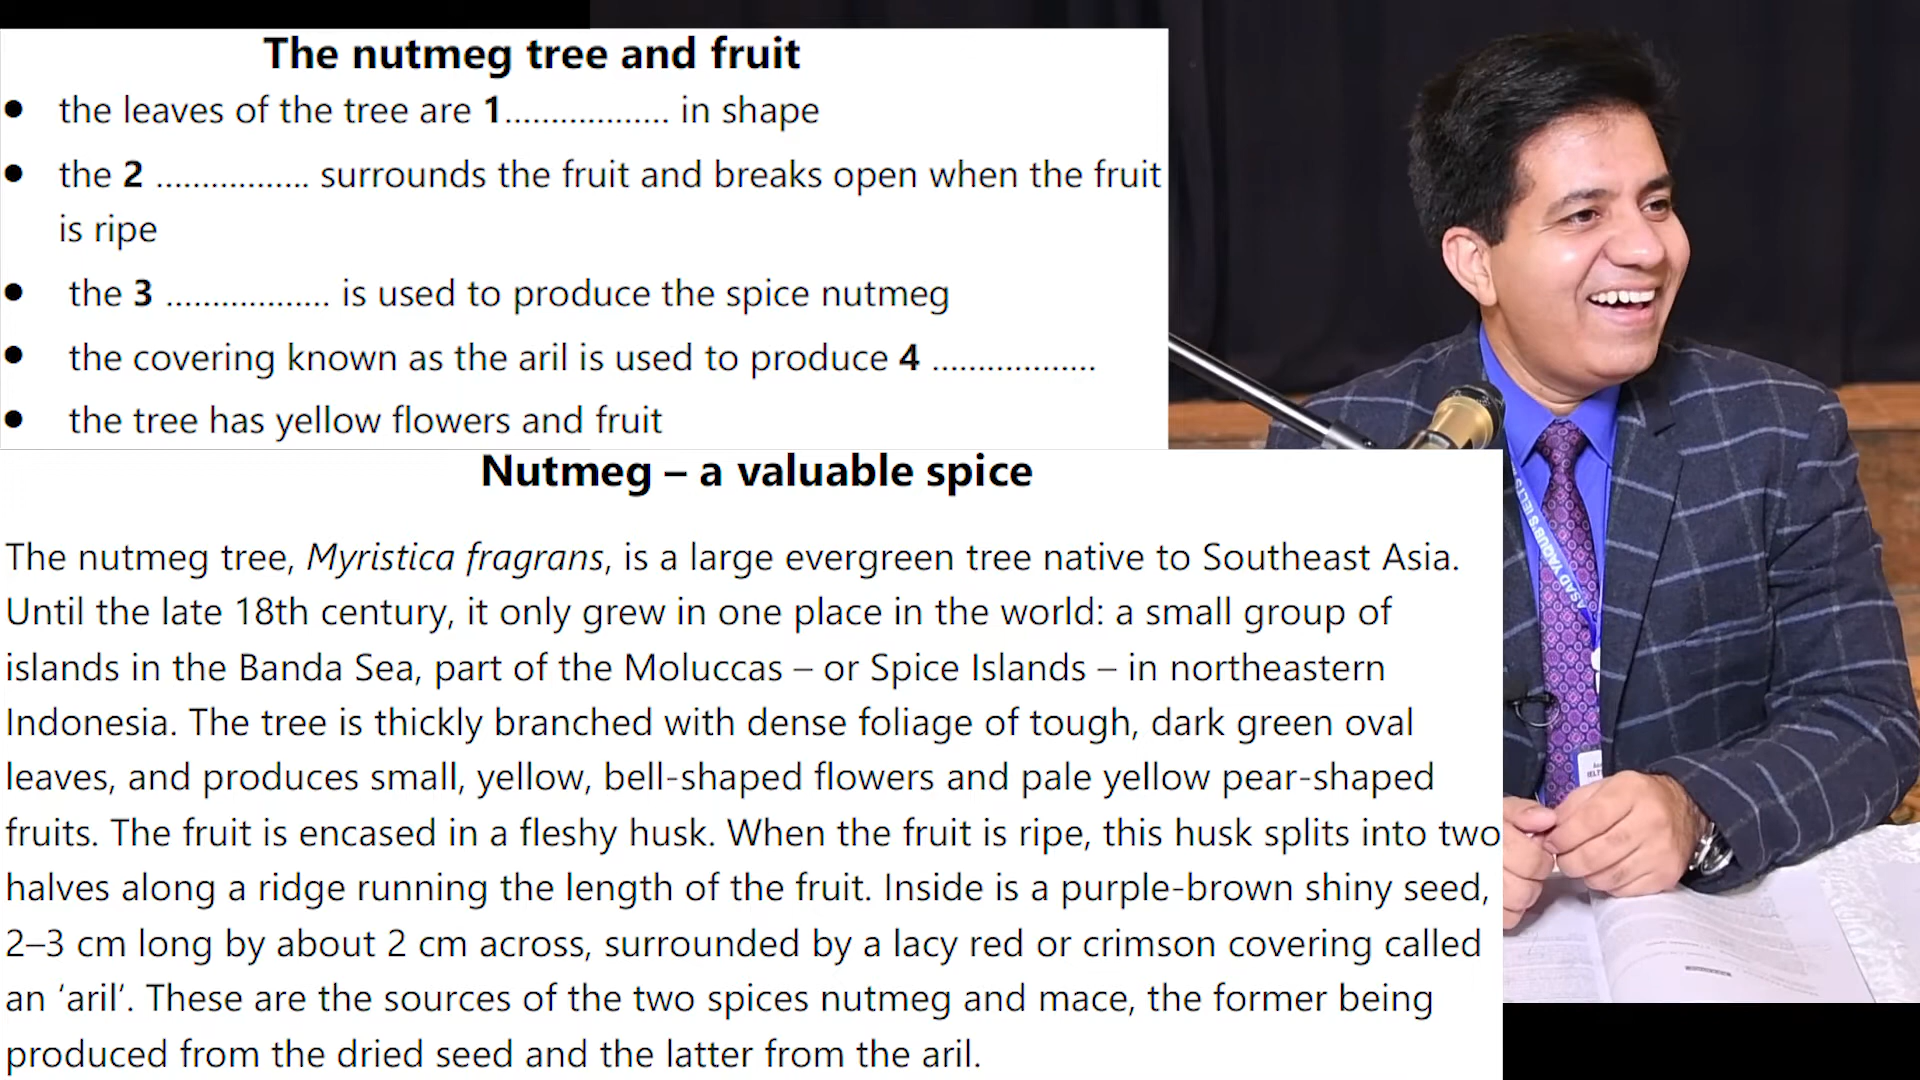 The nutmeg tree and fruit
● the leaves of the tree are 1.................. in shape
● the 2 ................. surrounds the fruit and breaks open when the fruit
is ripe
● the 3 .................. is used to produce the spice nutmeg
● the covering known as the aril is used to produce 4 ..................
● the tree has yellow flowers and fruit
Nutmeg – a valuable spice
The nutmeg tree, Myristica fragrans, is a large evergreen tree native to Southeast Asia.
Until the late 18th century, it only grew in one place in the world: a small group of
islands in the Banda Sea, part of the Moluccas – or Spice Islands – in northeastern
Indonesia. The tree is thickly branched with dense foliage of tough, dark green oval
leaves, and produces small, yellow, bell-shaped flowers and pale yellow pear-shaped
fruits. The fruit is encased in a fleshy husk. When the fruit is ripe, this husk splits into two
halves along a ridge running the length of the fruit. Inside is a purple-brown shiny seed,
2–3 cm long by about 2 cm across, surrounded by a lacy red or crimson covering called
an ‘aril’. These are the sources of the two spices nutmeg and mace, the former being
produced from the dried seed and the latter from the aril.
ASAD YAQUB'S IELTS